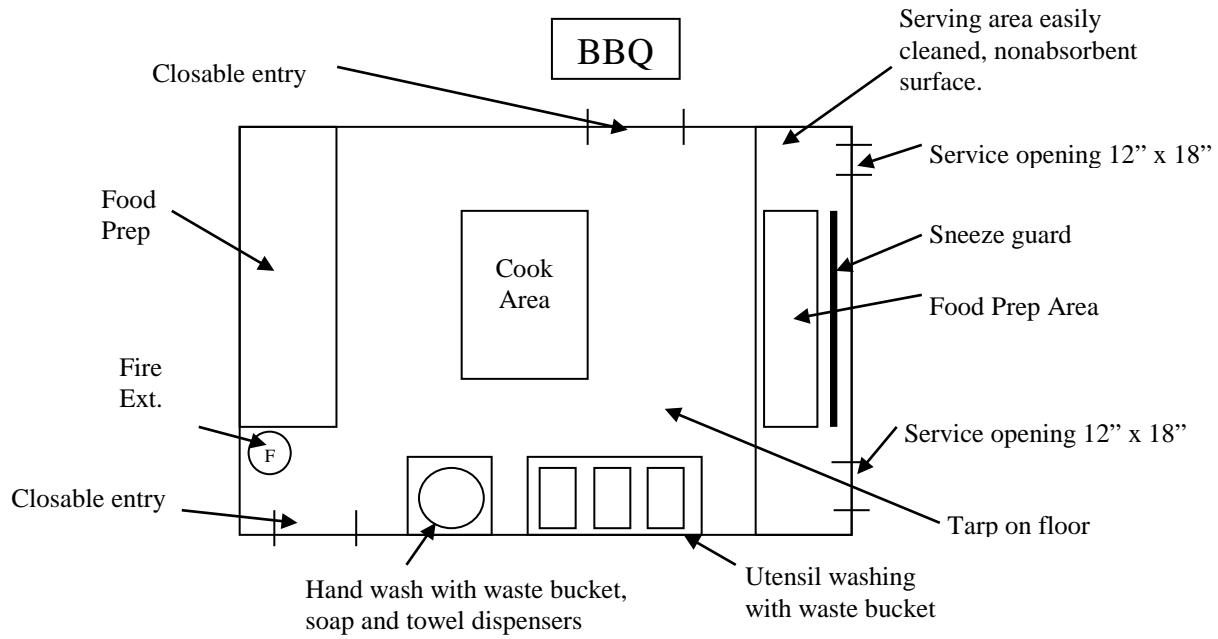 BBQ
Serving area easily
cleaned, nonabsorbent
surface.
Closable entry
Service opening 12” x 18”
Food
Prep
Sneeze guard
Cook
Area
Food Prep Area
Fire
Ext.
F
Service opening 12” x 18”
Closable entry
Tarp on floor
Hand wash with waste bucket,
soap and towel dispensers
Utensil washing
with waste bucket